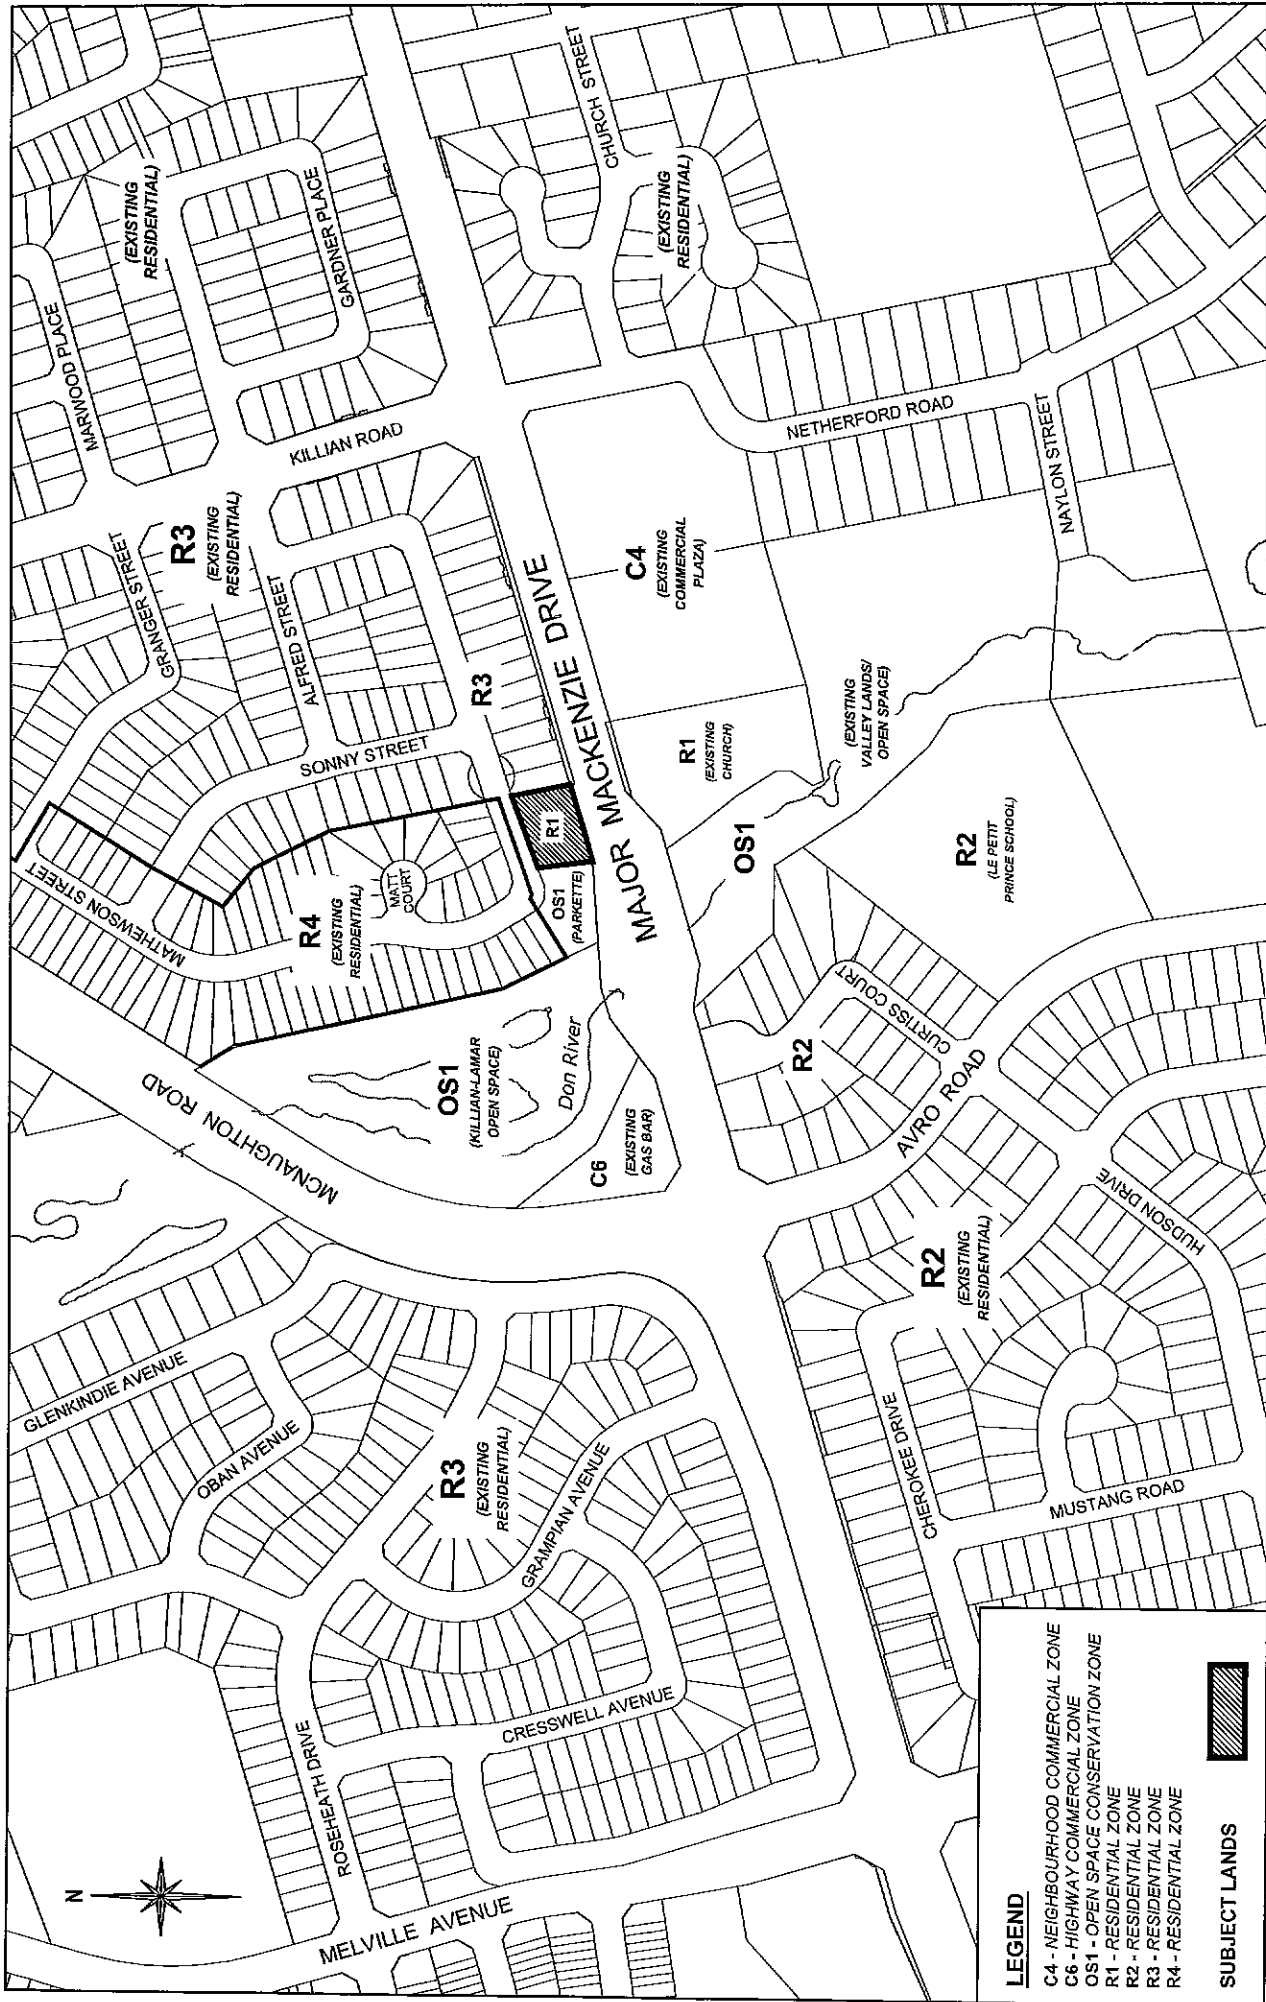 N
MELVILLE AVENUE
ROSEHEATH DRIVE
CRESSWELL AVENUE
GLENKINDIE AVENUE
OBAN AVENUE
R3
(EXISTING
RESIDENTIAL)
GRAMPIAN AVENUE
MCNAUGHTON ROAD
OS1
(KILLIAN-LAMAR
OPEN SPACE)
Don River
C6
(EXISTING
GAS BAR)
MATHEWSON STREET
R4
(EXISTING
RESIDENTIAL)
MATT
COURT
OS1
(PARKETTE)
R1
SONNY STREET
GRANGER STREET
ALFRED STREET
R3
(EXISTING
RESIDENTIAL)
R3
KILLIAN ROAD
MARWOOD PLACE
GARDNER PLACE
(EXISTING
RESIDENTIAL)
MAJOR MACKENZIE DRIVE
CHURCH STREET
(EXISTING
RESIDENTIAL)
C4
(EXISTING
COMMERCIAL
PLAZA)
NETHERFORD ROAD
NAYLON STREET
R1
(EXISTING
CHURCH)
OS1
(EXISTING
VALLEY LANDS/
OPEN SPACE)
R2
(LE PETIT
PRINCE SCHOOL)
R2
CURTISS COURT
AVRO ROAD
R2
(EXISTING
RESIDENTIAL)
HUDSON DRIVE
CHEROKEE DRIVE
MUSTANG ROAD
LEGEND
C4 - NEIGHBOURHOOD COMMERCIAL ZONE
C6 - HIGHWAY COMMERCIAL ZONE
OS1 - OPEN SPACE CONSERVATION ZONE
R1 - RESIDENTIAL ZONE
R2 - RESIDENTIAL ZONE
R3 - RESIDENTIAL ZONE
R4 - RESIDENTIAL ZONE
SUBJECT LANDS